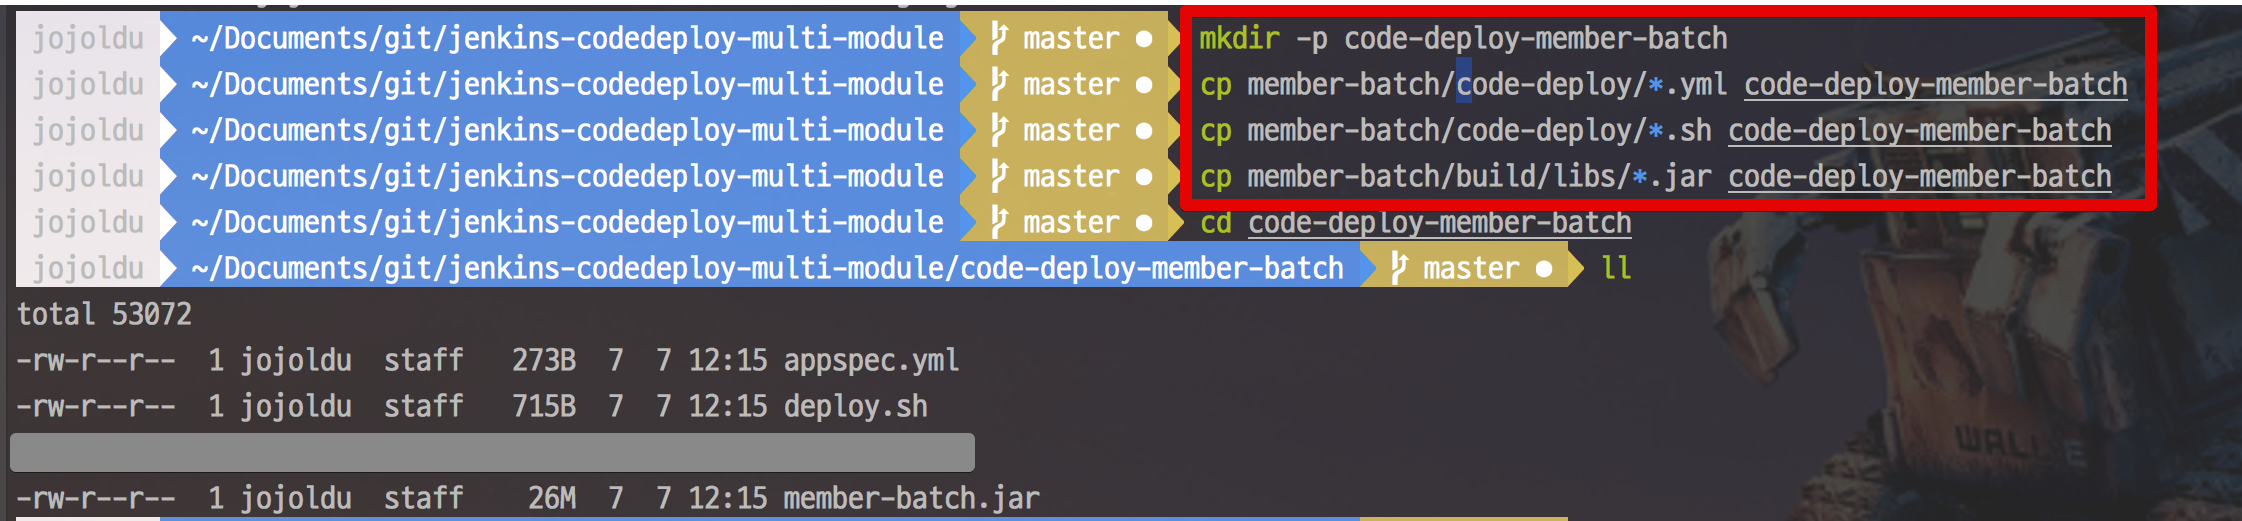 jojoldu ~/Documents/git/jenkins-codedeploy-multi-module master ● mkdir -p code-deploy-member-batch
jojoldu ~/Documents/git/jenkins-codedeploy-multi-module master ● cp member-batch/code-deploy/*.yml code-deploy-member-batch
jojoldu ~/Documents/git/jenkins-codedeploy-multi-module master ● cp member-batch/code-deploy/*.sh code-deploy-member-batch
jojoldu ~/Documents/git/jenkins-codedeploy-multi-module master ● cp member-batch/build/libs/*.jar code-deploy-member-batch
jojoldu ~/Documents/git/jenkins-codedeploy-multi-module master ● cd code-deploy-member-batch
jojoldu ~/Documents/git/jenkins-codedeploy-multi-module/code-deploy-member-batch master ● ll
total 53072
-rw-r--r-- 1 jojoldu staff 273B 7 7 12:15 appspec.yml
-rw-r--r-- 1 jojoldu staff 715B 7 7 12:15 deploy.sh
-rw-r--r-- 1 jojoldu staff 26M 7 7 12:15 member-batch.jar
WALL